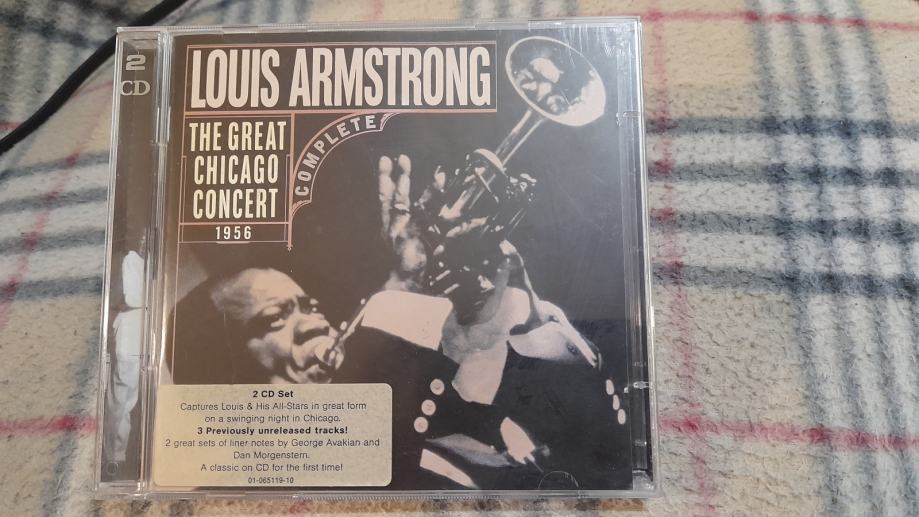 2
CD
LOUIS ARMSTRONG
THE GREAT
CHICAGO
CONCERT
1956
COMPLETE
2 CD Set
Captures Louis & His All-Stars in great form
on a swinging night in Chicago.
3 Previously unreleased tracks!
2 great sets of liner notes by George Avakian and
Dan Morgenstern.
A classic on CD for the first time!
01-065119-10